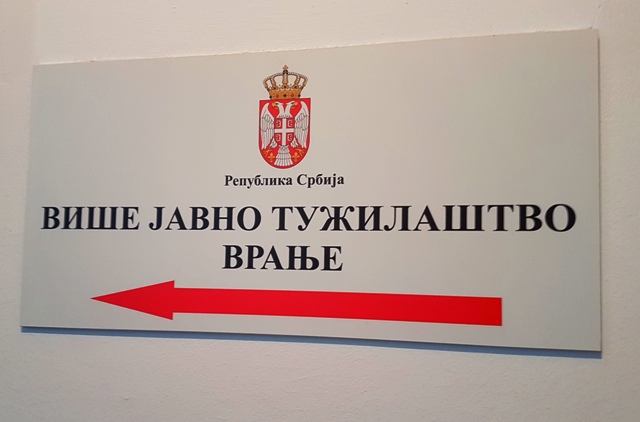 Република Србија
ВИШЕ ЈАВНО ТУЖИЛАШТВО
ВРАЊЕ